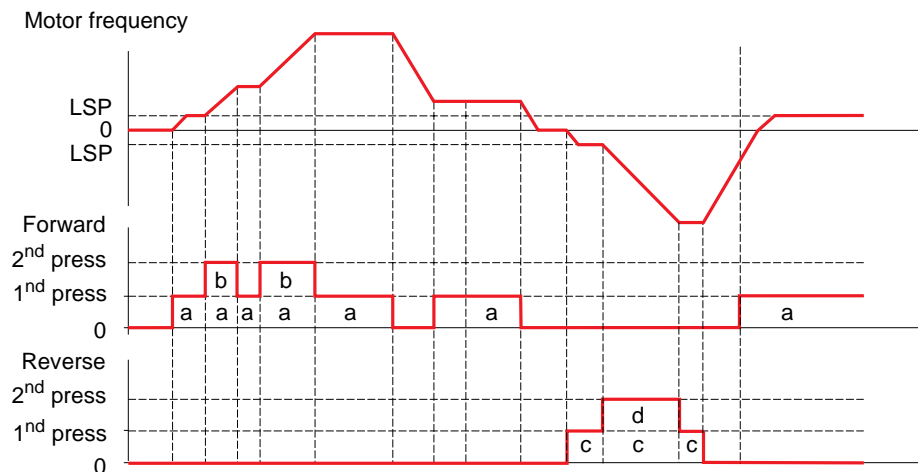 Motor frequency
LSP
0
LSP
Forward
2nd press
b b
1nd press
a a a a a a a
0
Reverse
2nd press
d
1nd press
c c c
0